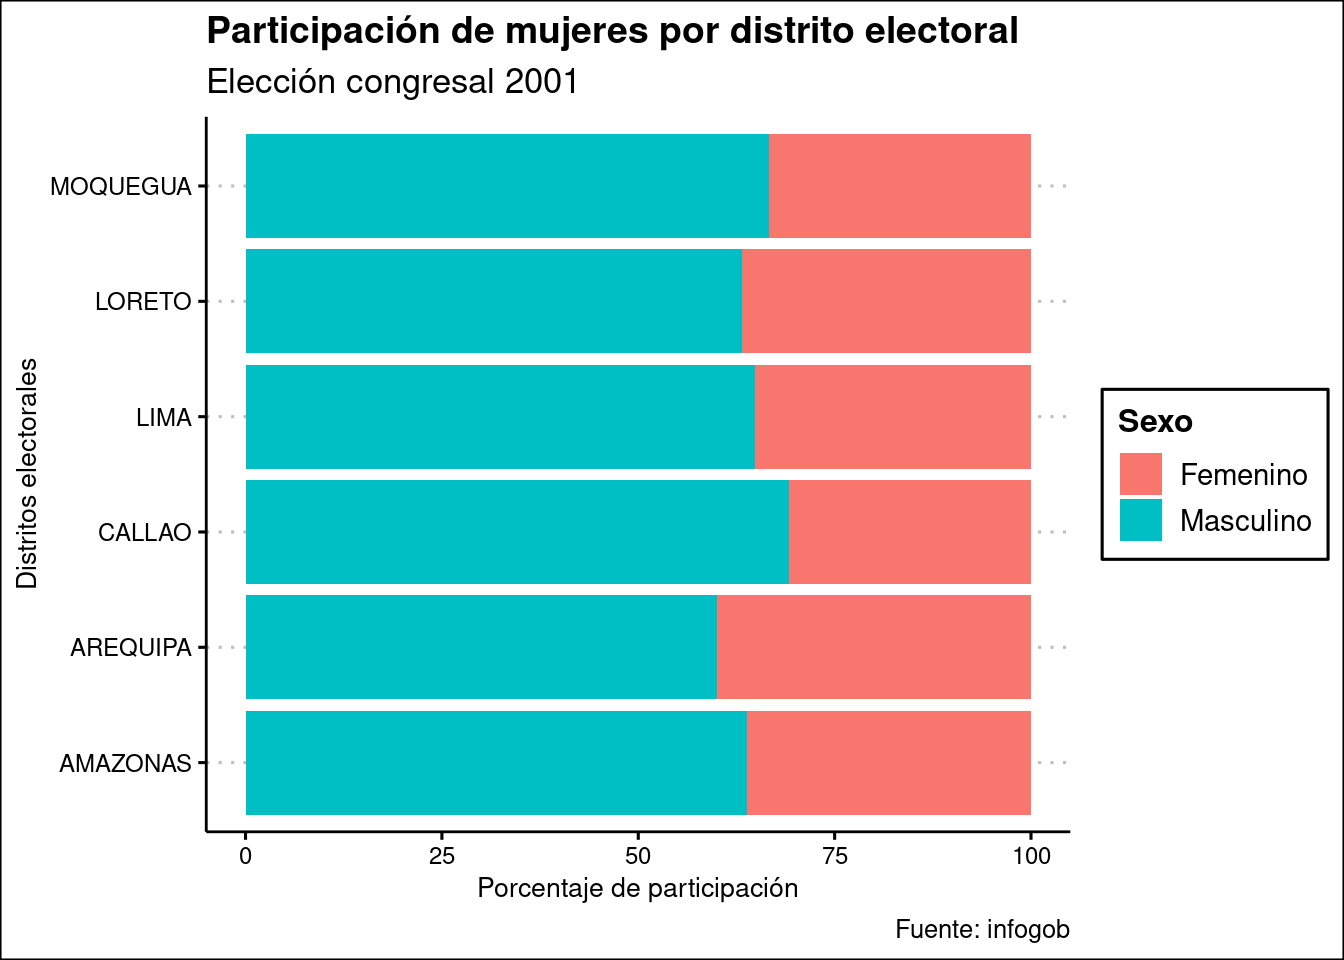 Participación de mujeres por distrito electoral
Elección congresal 2001
Distritos electorales
MOQUEGUA
LORETO
LIMA
CALLAO
AREQUIPA
AMAZONAS
0 25 50 75 100
Porcentaje de participación
Sexo
Femenino
Masculino
Fuente: infogob